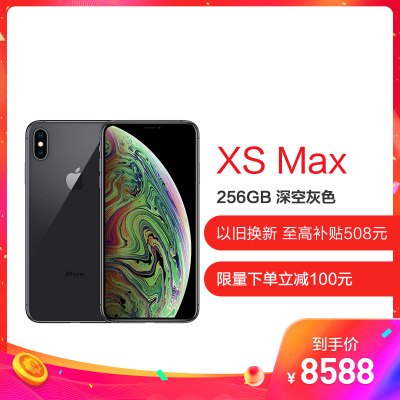 iPhone
XS Max
256GB 深空灰色
以旧换新 至高补贴508元
限量下单立减100元
到手价
¥8588